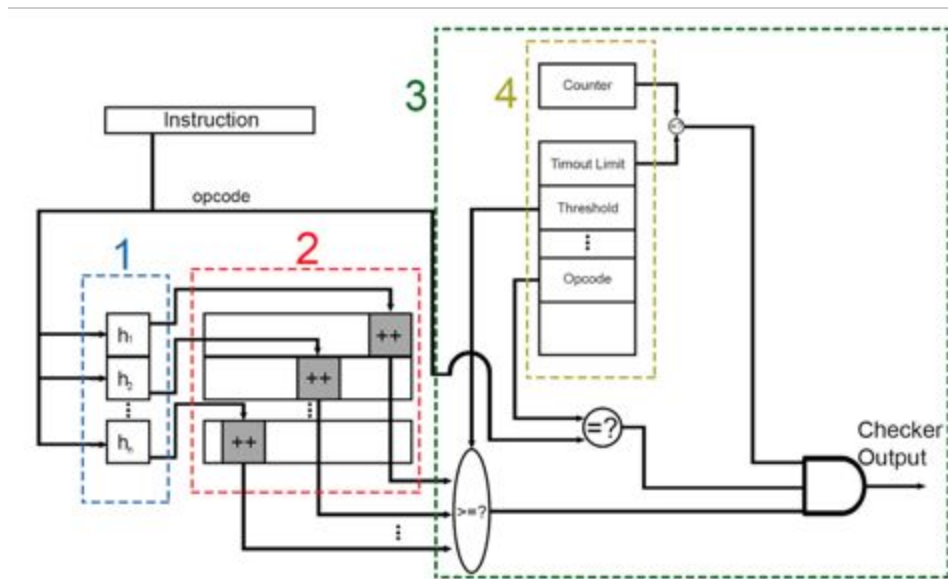 3
4
Counter
=?
Instruction
Timout Limit
opcode
Threshold
1
2
Opcode
h₁
++
h₂
++
hₙ
++
=?
Checker
Output
>=?